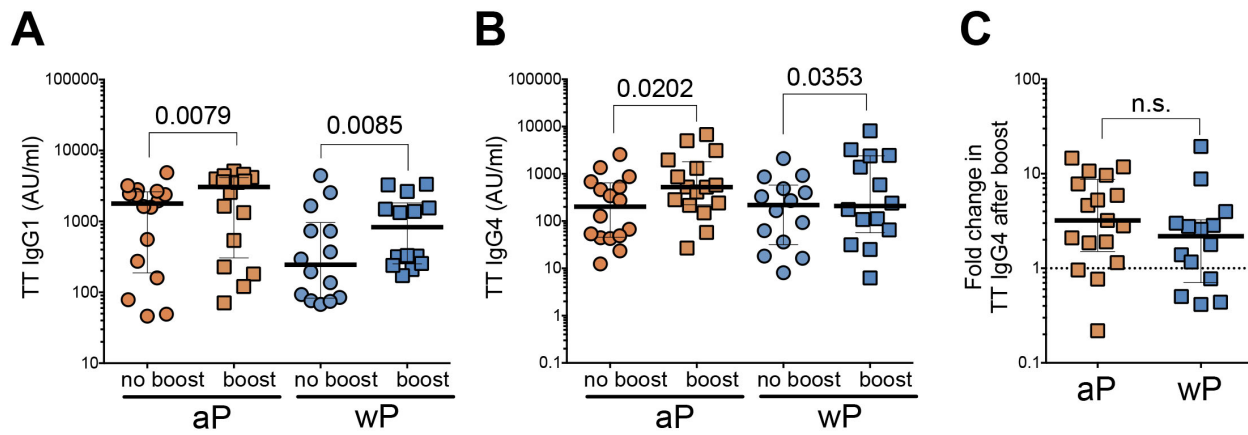 A
TT IgG1 (AU/ml)
100000
10000
1000
100
10
0.0079
0.0085
no boost boost no boost boost
aP wP
B
TT IgG4 (AU/ml)
100000
10000
1000
100
10
1
0.1
0.0202
0.0353
no boost boost no boost boost
aP wP
C
Fold change in
TT IgG4 after boost
100
10
1
0.1
n.s.
aP wP